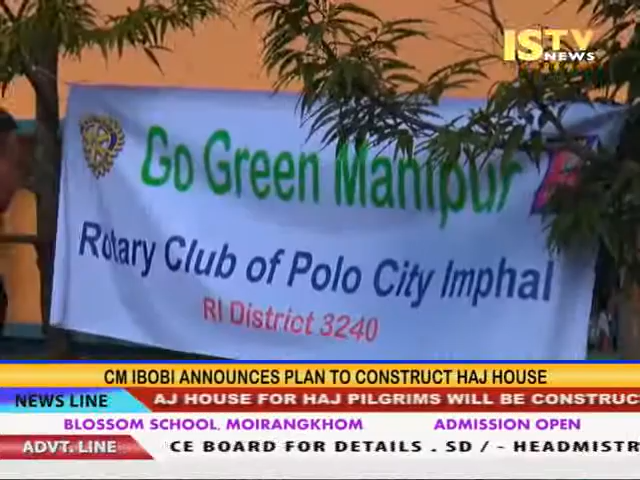 ISTV
NEWS
Go Green Manipur
Rotary Club of Polo City Imphal
RI District 3240
CM IBOBI ANNOUNCES PLAN TO CONSTRUCT HAJ HOUSE
NEWS LINE
AJ HOUSE FOR HAJ PILGRIMS WILL BE CONSTRUC
BLOSSOM SCHOOL, MOIRANGKHOM ADMISSION OPEN
ADVT. LINE
CE BOARD FOR DETAILS . SD / - HEADMISTR